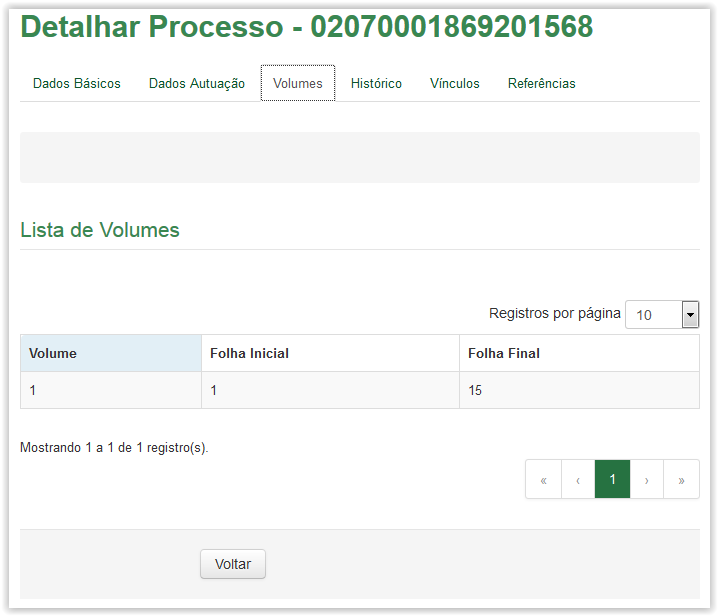 Detalhar Processo - 02070001869201568
Dados Básicos Dados Autuação Volumes Histórico Vínculos Referências
Lista de Volumes
Registros por página 10
Volume Folha Inicial Folha Final
1 1 15
Mostrando 1 a 1 de 1 registro(s).
« ‹ 1 › »
Voltar